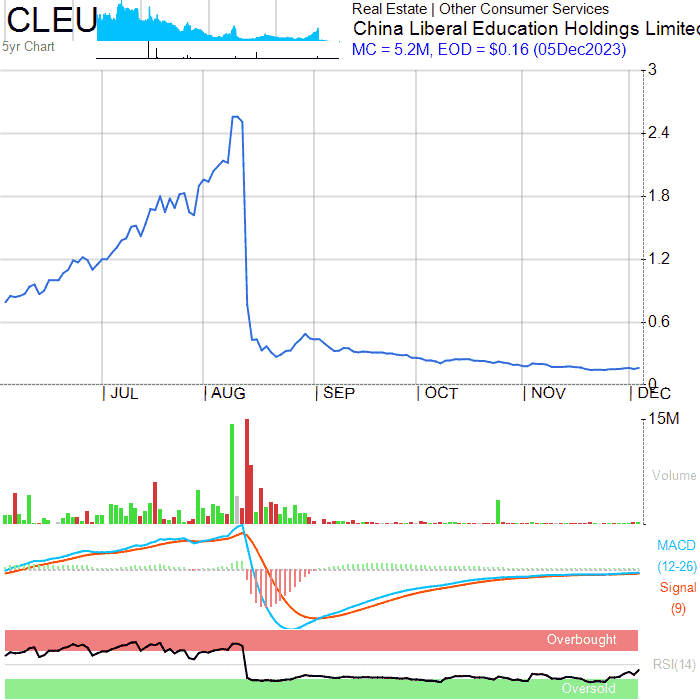 CLEU
5yr Chart
Real Estate | Other Consumer Services
China Liberal Education Holdings Limited
MC = 5.2M, EOD = $0.16 (05Dec2023)
3
2.4
1.8
1.2
0.6
0
JUL AUG SEP OCT NOV DEC
15M
Volume
MACD
(12-26)
Signal
(9)
Overbought
RSI(14)
Oversold